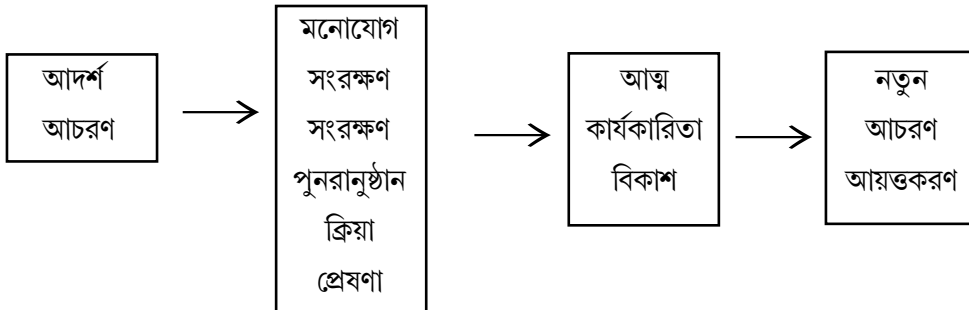 আদর্শ
আচরণ
মনোযোগ
সংরক্ষণ
সংরক্ষণ
পুনরানুষ্ঠান
ক্রিয়া
প্রেষণা
আত্ম
কার্যকারিতা
বিকাশ
নতুন
আচরণ
আয়ত্তকরণ